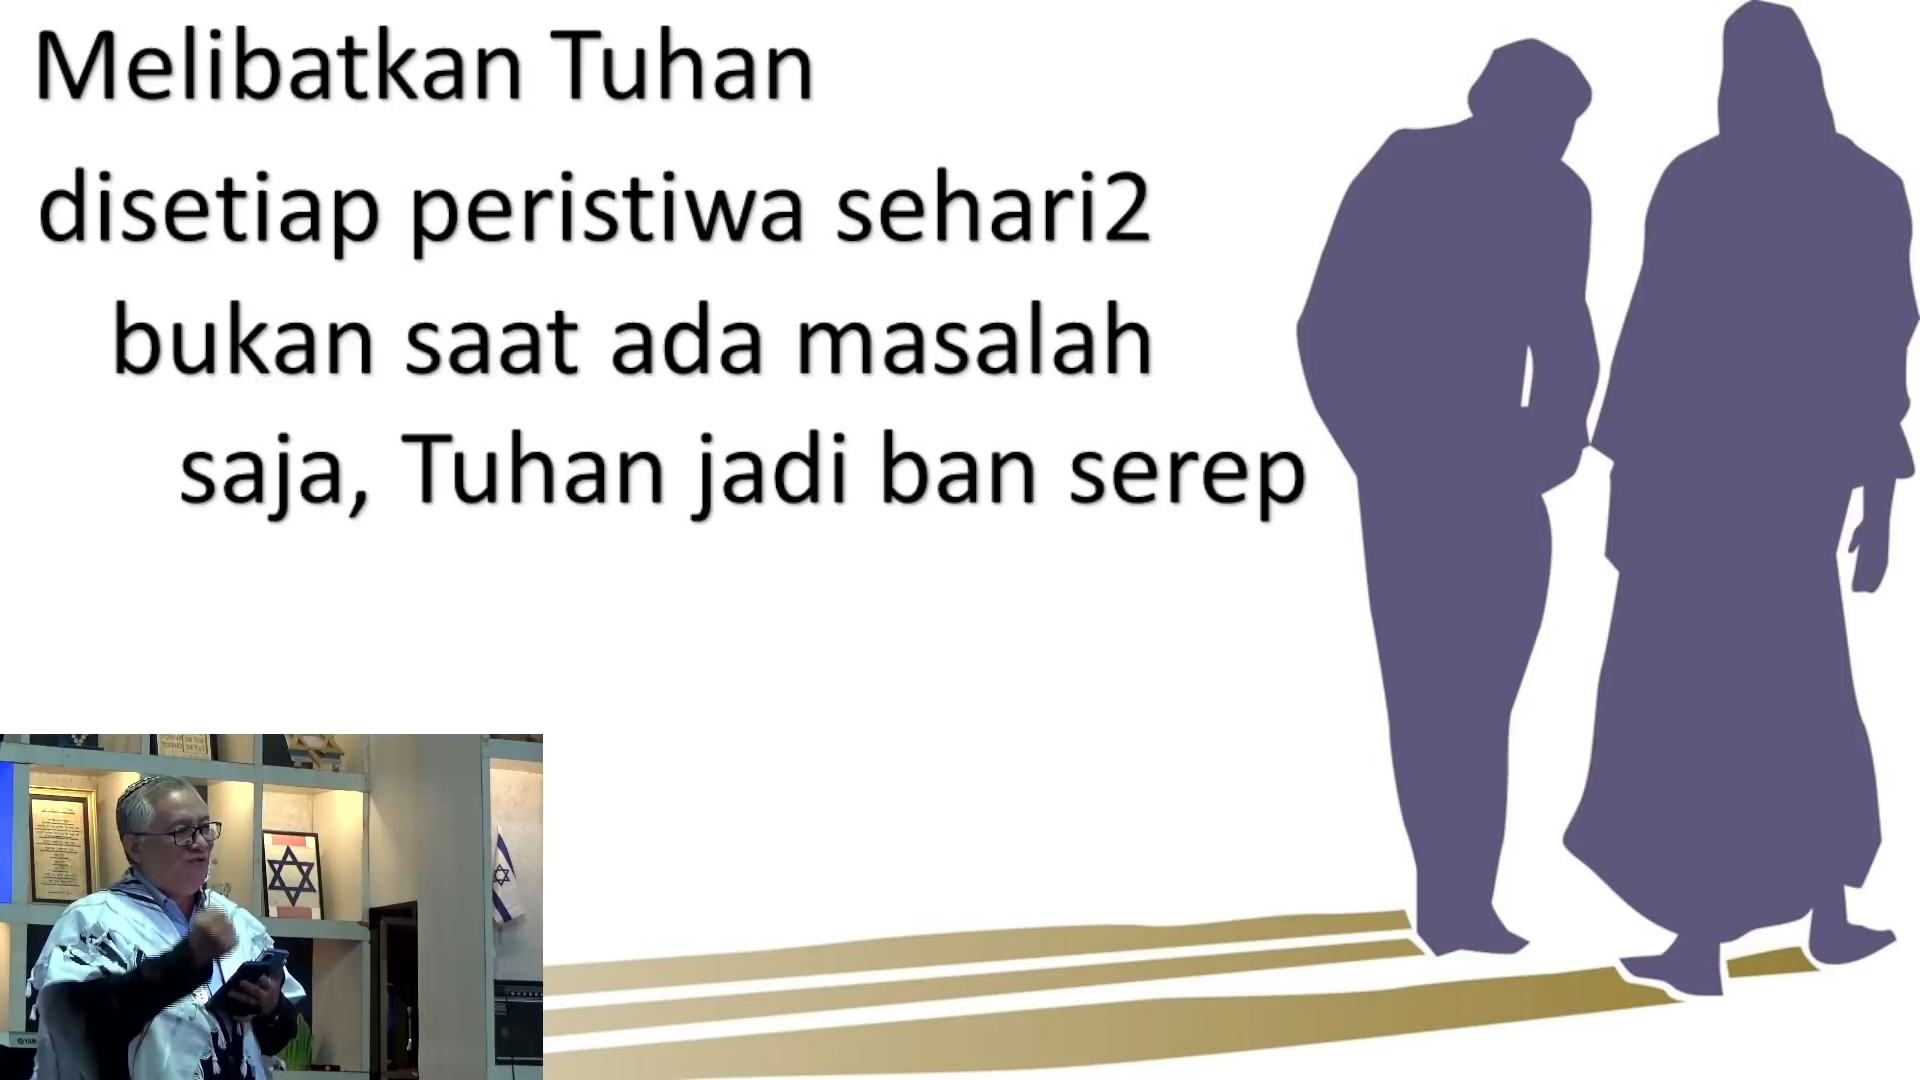 Melibatkan Tuhan
disetiap peristiwa sehari2
bukan saat ada masalah
saja, Tuhan jadi ban serep